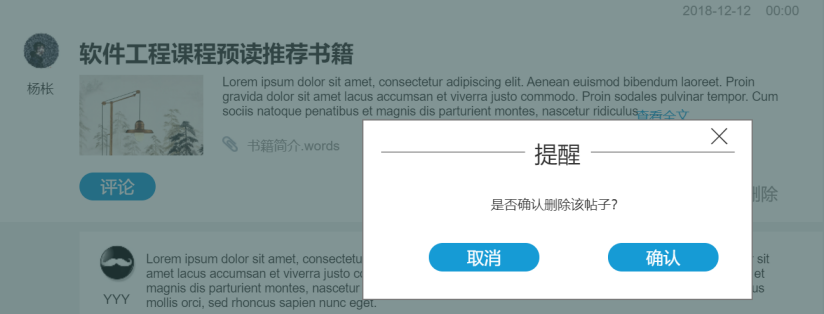 2018-12-12 00:00
软件工程课程预读推荐书籍
杨枨
Lorem ipsum dolor sit amet, consectetur adipiscing elit. Aenean euismod bibendum laoreet. Proin
gravida dolor sit amet lacus accumsan et viverra justo commodo. Proin sodales pulvinar tempor. Cum
sociis natoque penatibus et magnis dis parturient montes, nascetur ridiculus
查看全文
书籍简介.words
评论
删除
提醒
是否确认删除该帖子?
取消
确认
YYY
Lorem ipsum dolor sit amet, consectetu
sit
amet lacus accumsan et viverra justo co
et
magnis dis parturient montes, nascetur
us
mollis orci, sed rhoncus sapien nunc eget.